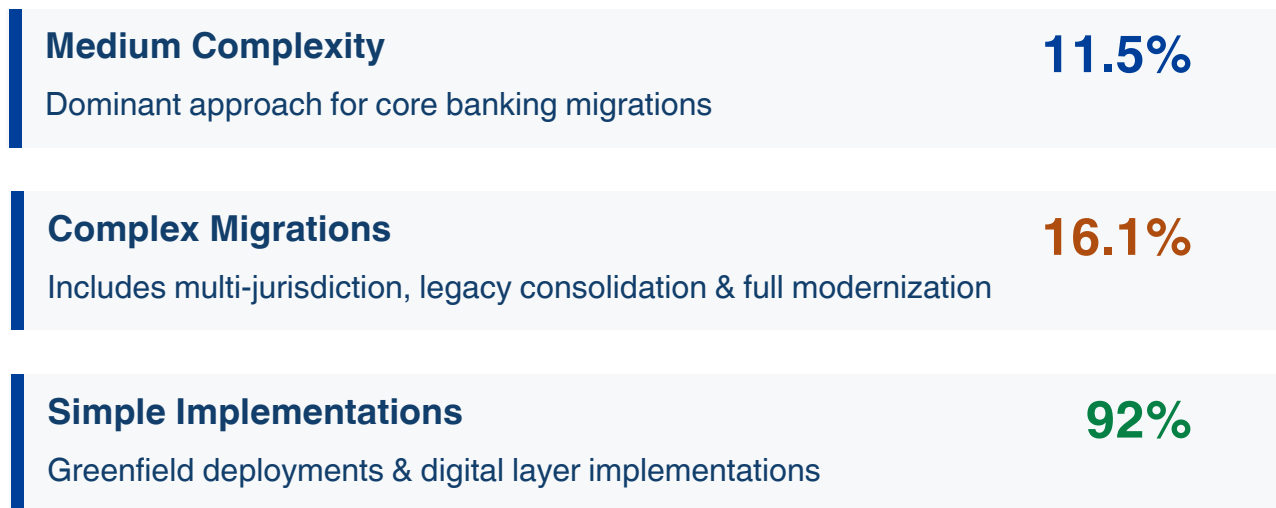 Medium Complexity
11.5%
Dominant approach for core banking migrations
Complex Migrations
16.1%
Includes multi-jurisdiction, legacy consolidation & full modernization
Simple Implementations
92%
Greenfield deployments & digital layer implementations